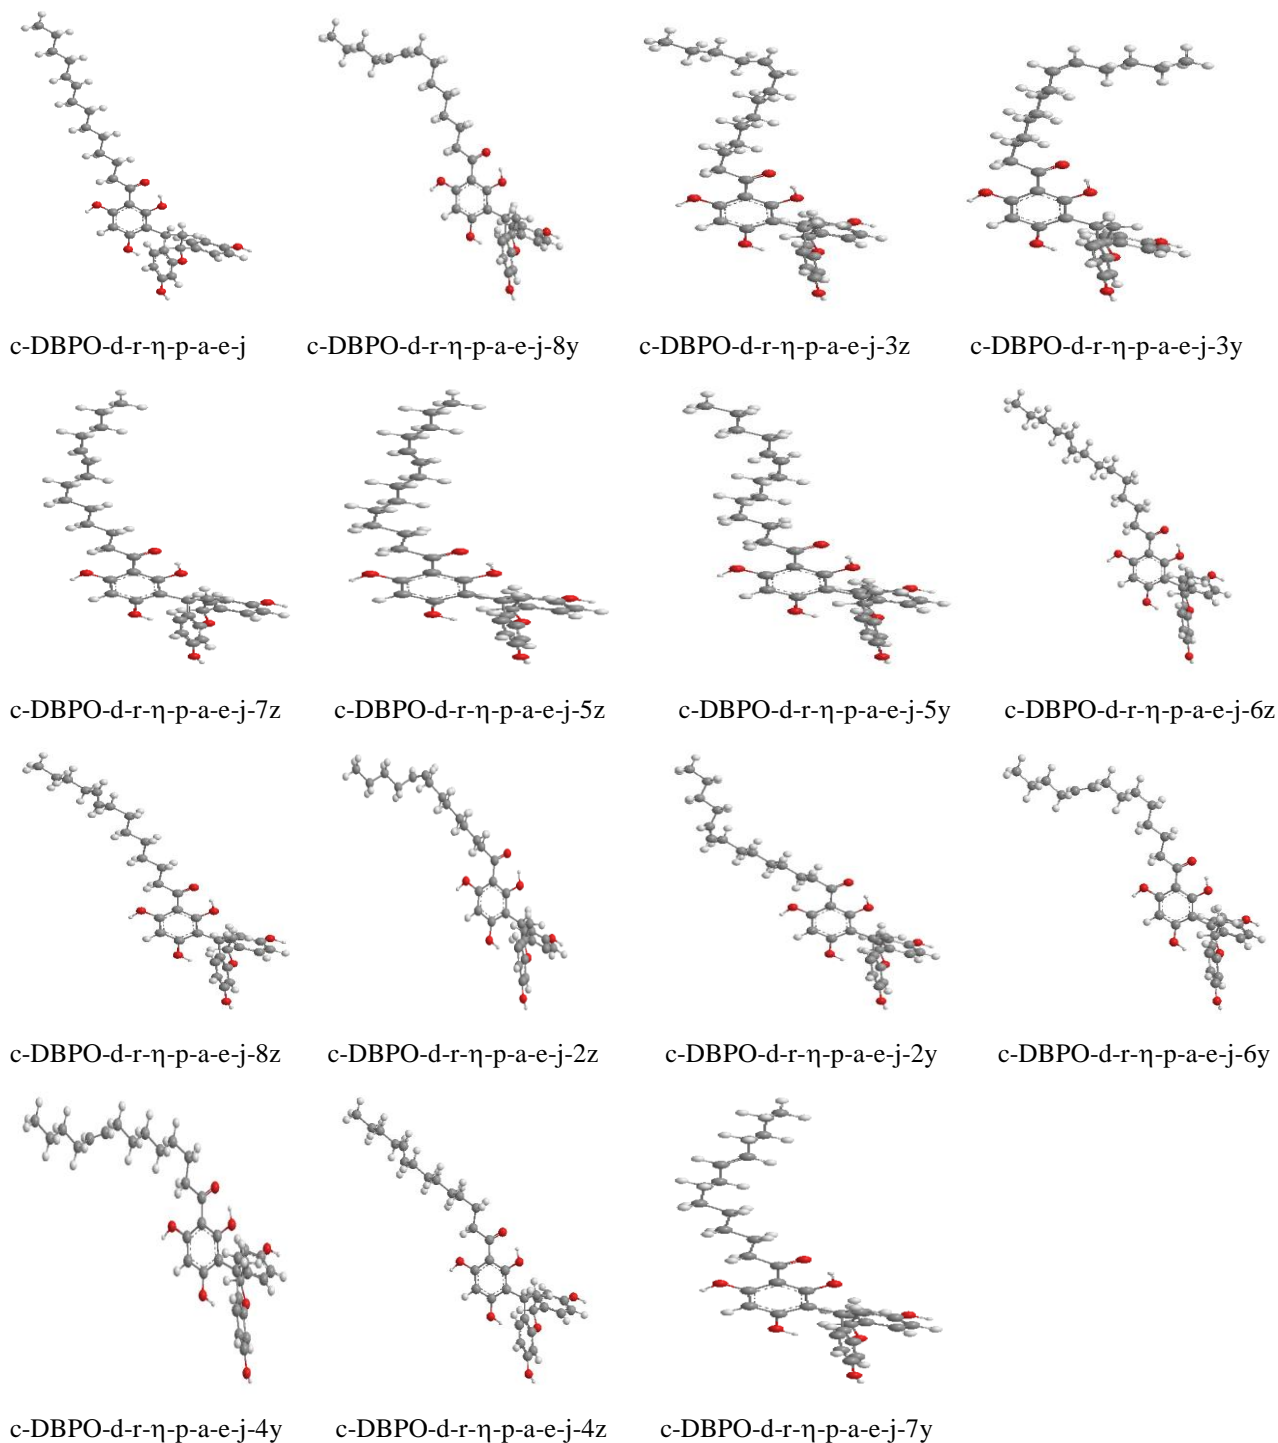 c-DBPO-d-r-η-p-a-e-j c-DBPO-d-r-η-p-a-e-j-8y c-DBPO-d-r-η-p-a-e-j-3z c-DBPO-d-r-η-p-a-e-j-3y
c-DBPO-d-r-η-p-a-e-j-7z c-DBPO-d-r-η-p-a-e-j-5z c-DBPO-d-r-η-p-a-e-j-5y c-DBPO-d-r-η-p-a-e-j-6z
c-DBPO-d-r-η-p-a-e-j-8z c-DBPO-d-r-η-p-a-e-j-2z c-DBPO-d-r-η-p-a-e-j-2y c-DBPO-d-r-η-p-a-e-j-6y
c-DBPO-d-r-η-p-a-e-j-4y c-DBPO-d-r-η-p-a-e-j-4z c-DBPO-d-r-η-p-a-e-j-7y